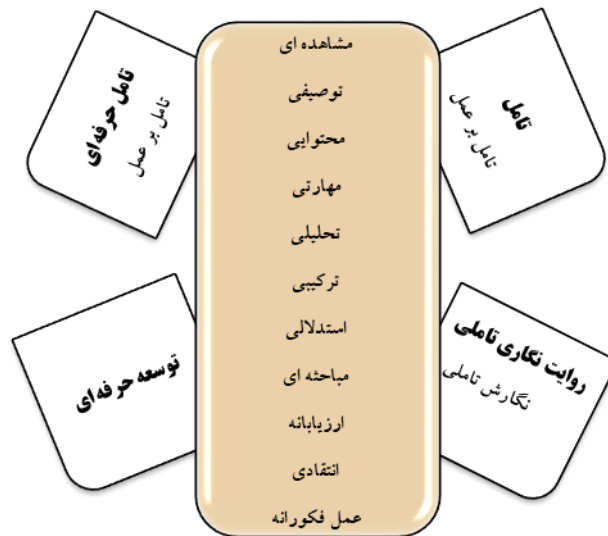 تامل
تامل بر عمل
روایت نگاری تاملی
نگارش تاملی
مشاهده ای
توصیفی
محتوایی
مهارتی
تحلیلی
ترکیبی
استدلالی
مباحثه ای
ارزیابانه
انتقادی
عمل فکورانه
تامل حرفه‌ای
تامل بر عمل
توسعه حرفه‌ای